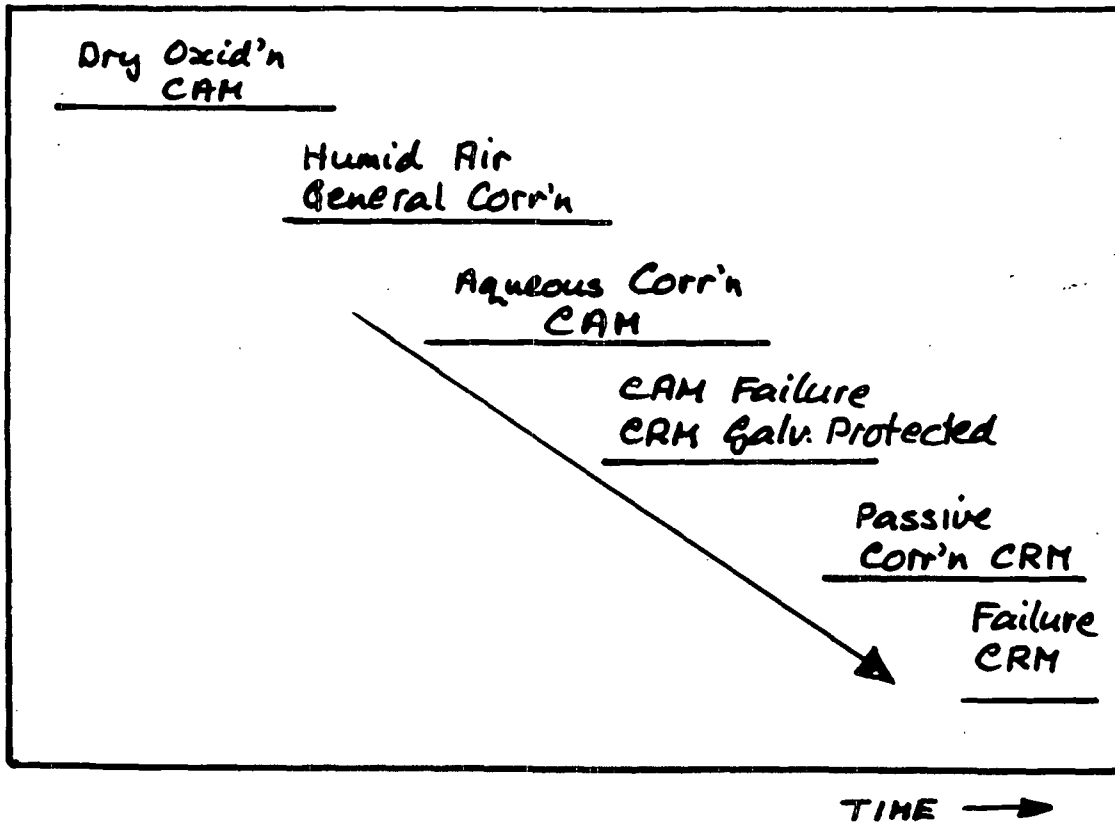 Dry Oxid'n
CAM
Humid Air
General Corr'n
Aqueous Corr'n
CAM
CAM Failure
CRM Galv. Protected
Passive
Corr'n CRM
Failure
CRM
TIME